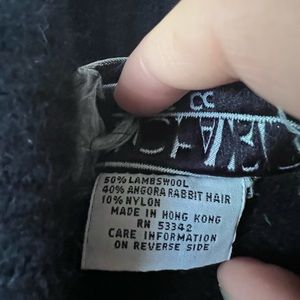 50% LAMBSWOOL
40% ANGORA RABBIT HAIR
10% NYLON
MADE IN HONG KONG
RN 53342
CARE INFORMATION
ON REVERSE SIDE